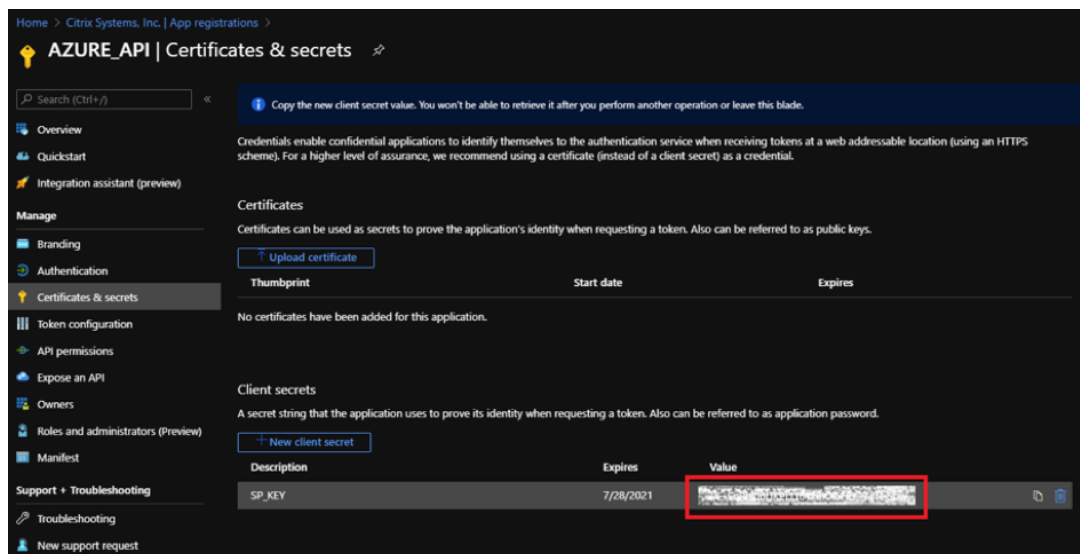 Home > Citrix Systems, Inc. | App registrations >
AZURE_API | Certificates & secrets
Search (Ctrl+/)
«
Overview
Quickstart
Integration assistant (preview)
Manage
Branding
Authentication
Certificates & secrets
Token configuration
API permissions
Expose an API
Owners
Roles and administrators (Preview)
Manifest
Support + Troubleshooting
Troubleshooting
New support request
Copy the new client secret value. You won't be able to retrieve it after you perform another operation or leave this blade.
Credentials enable confidential applications to identify themselves to the authentication service when receiving tokens at a web addressable location (using an HTTPS
scheme). For a higher level of assurance, we recommend using a certificate (instead of a client secret) as a credential.
Certificates
Certificates can be used as secrets to prove the application's identity when requesting a token. Also can be referred to as public keys.
Upload certificate
Thumbprint Start date Expires
No certificates have been added for this application.
Client secrets
A secret string that the application uses to prove its identity when requesting a token. Also can be referred to as application password.
New client secret
Description Expires Value
SP_KEY 7/28/2021